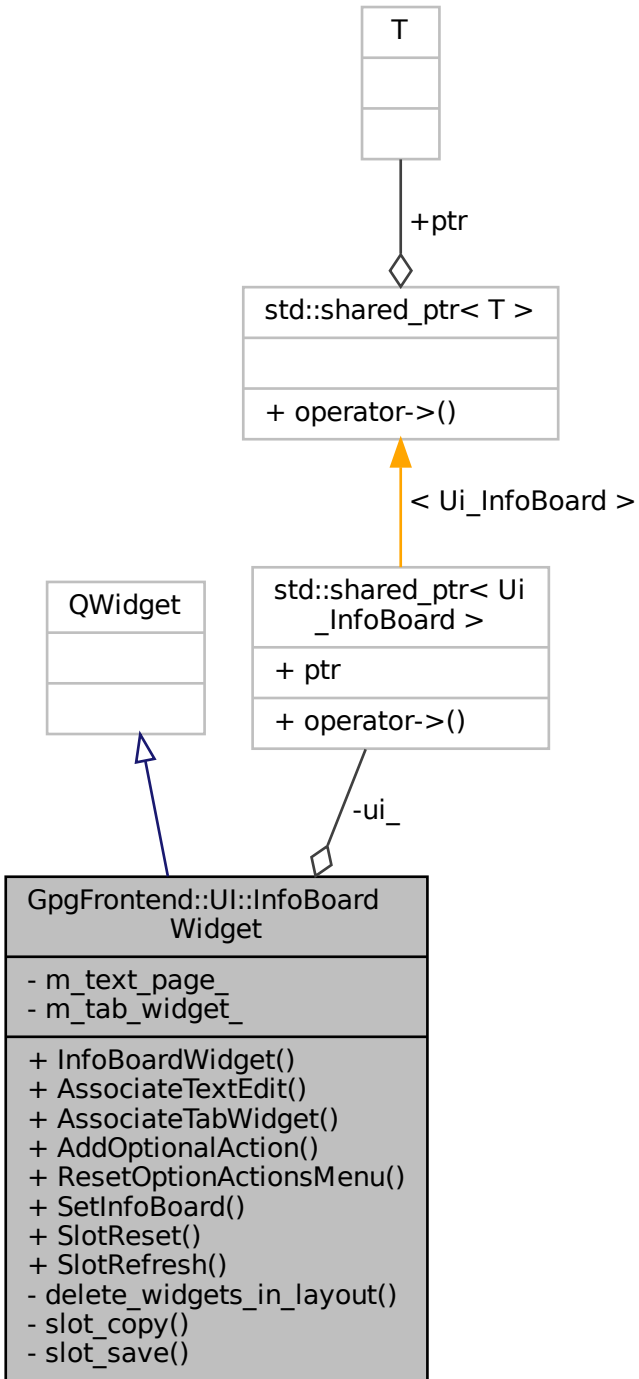 T
+ptr
std::shared_ptr< T >
+ operator->()
< Ui_InfoBoard >
QWidget
std::shared_ptr< Ui
_InfoBoard >
+ ptr
+ operator->()
-ui_
GpgFrontend::UI::InfoBoard
Widget
- m_text_page_
- m_tab_widget_
+ InfoBoardWidget()
+ AssociateTextEdit()
+ AssociateTabWidget()
+ AddOptionalAction()
+ ResetOptionActionsMenu()
+ SetInfoBoard()
+ SlotReset()
+ SlotRefresh()
- delete_widgets_in_layout()
- slot_copy()
- slot_save()